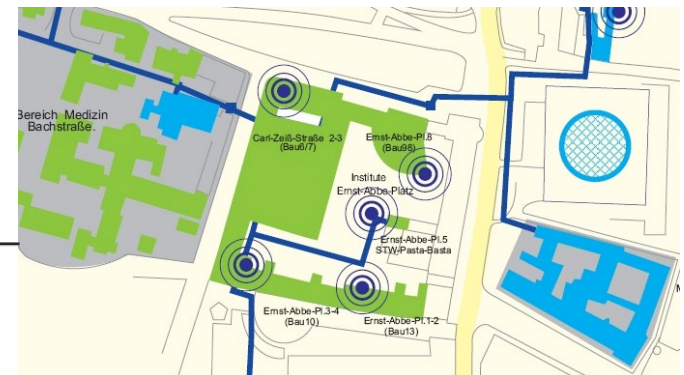 Bereich Medizin
Bachstraße.
Carl-Zeiß-Straße 2-3
(Bau6/7)
Ernst-Abbe-Pl.8
(Bau98)
Institute
Ernst-Abbe-Platz
Ernst-Abbe-Pl.5
STW-Pasta-Basta
Ernst-Abbe-Pl.3-4
(Bau10)
Ernst-Abbe-Pl.1-2
(Bau13)